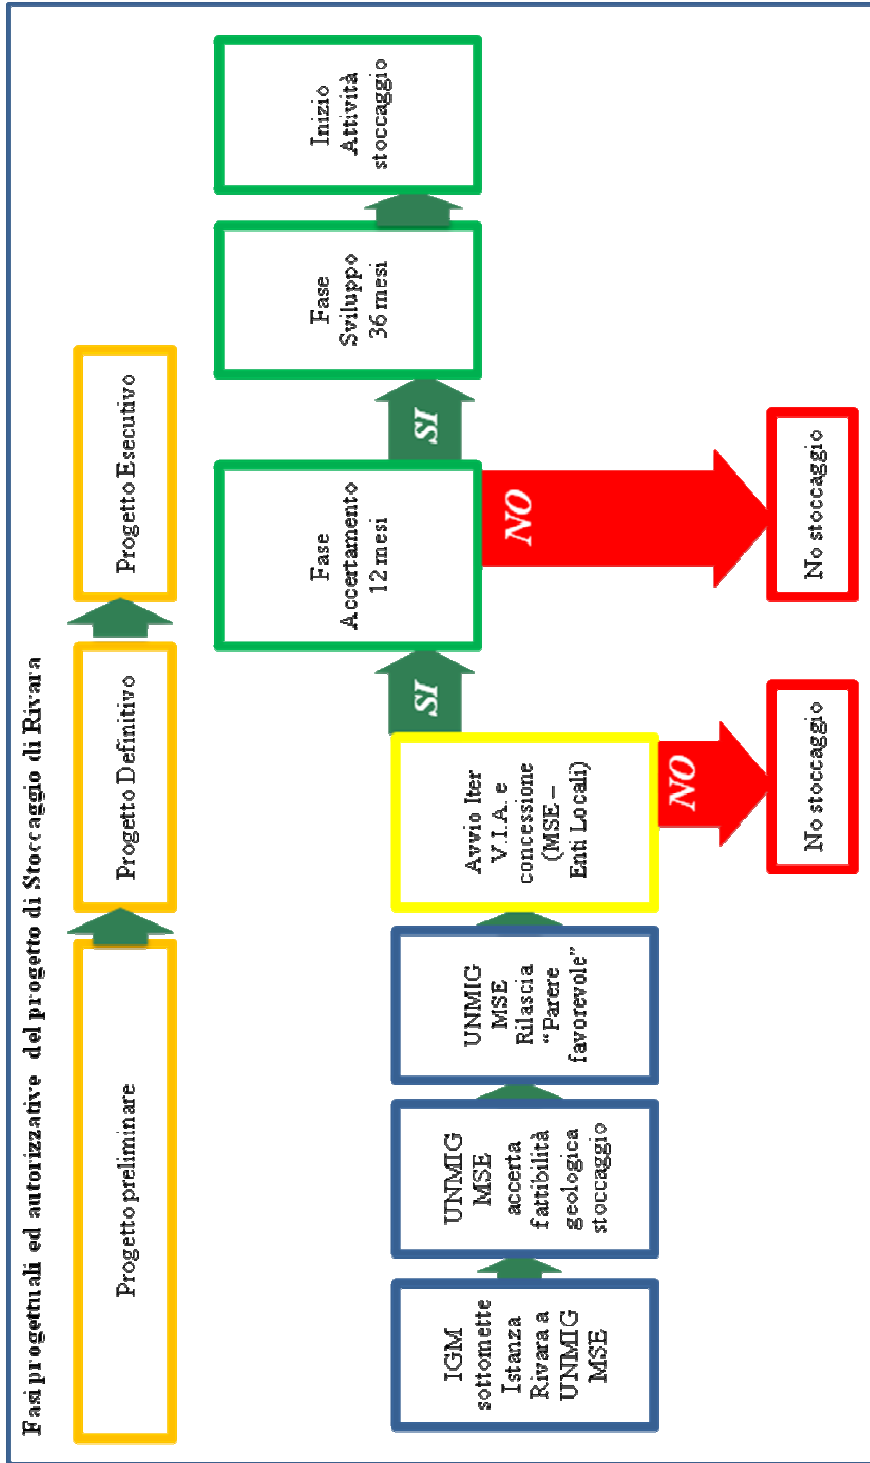 Fasi progettuali ed autorizzative del progetto di Stoccaggio di Rivara
Progetto preliminare
Progetto Definitivo
Progetto Esecutivo
IGM
sottomette
Istanza
Rivara a
UNMIG
MSE
UNMIG
MSE
accerta
fattibilità
geologica
stoccaggio
UNMIG
MSE
Rilascia
“Parere
favorevole”
Avvio Iter
V.I.A. e
concessione
(MSE –
Enti Locali)
SI
NO
No stoccaggio
Fase
Accertamento
12 mesi
SI
NO
No stoccaggio
Fase
Sviluppo
36 mesi
Inizio
Attività
stoccaggio